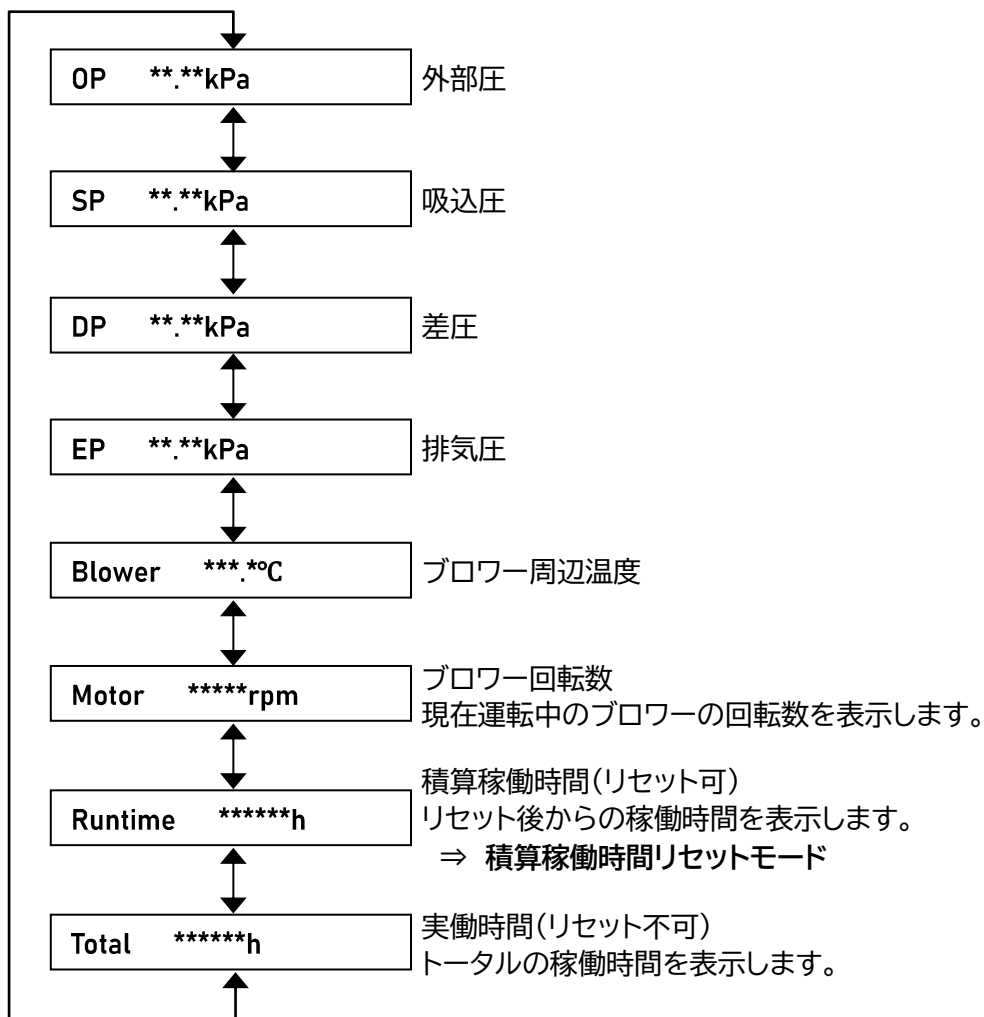 OP **.**kPa 外部圧
SP **.**kPa 吸込圧
DP **.**kPa 差圧
EP **.**kPa 排気圧
Blower ***.*℃ ブロワー周辺温度
Motor *****rpm
ブロワー回転数
現在運転中のブロワーの回転数を表示します。
Runtime ******h
積算稼働時間(リセット可)
リセット後からの稼働時間を表示します。
⇒ 積算稼働時間リセットモード
Total ******h
実働時間(リセット不可)
トータルの稼働時間を表示します。